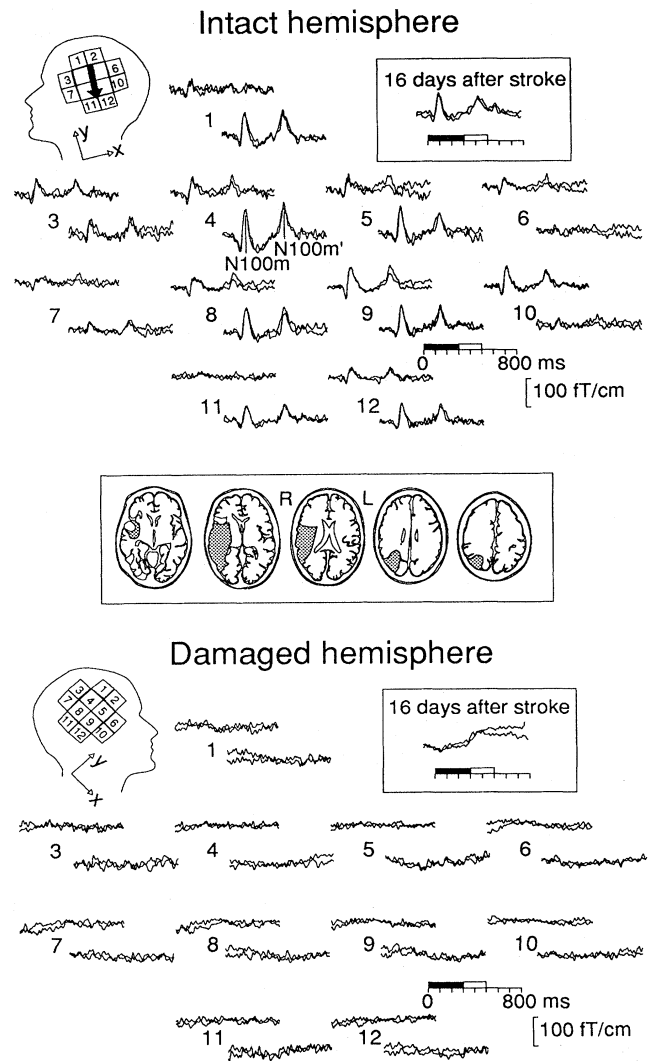 Intact hemisphere
1 2
3 6
7 10
11 12
y
x
16 days after stroke
1
3 4 5 6
N100m N100m'
7 8 9 10
0 800 ms
100 fT/cm
11 12
R L
Damaged hemisphere
3 1
7 4 2
8 5
11 9 6
12 10
y
x
16 days after stroke
1
3 4 5 6
7 8 9 10
0 800 ms
100 fT/cm
11 12